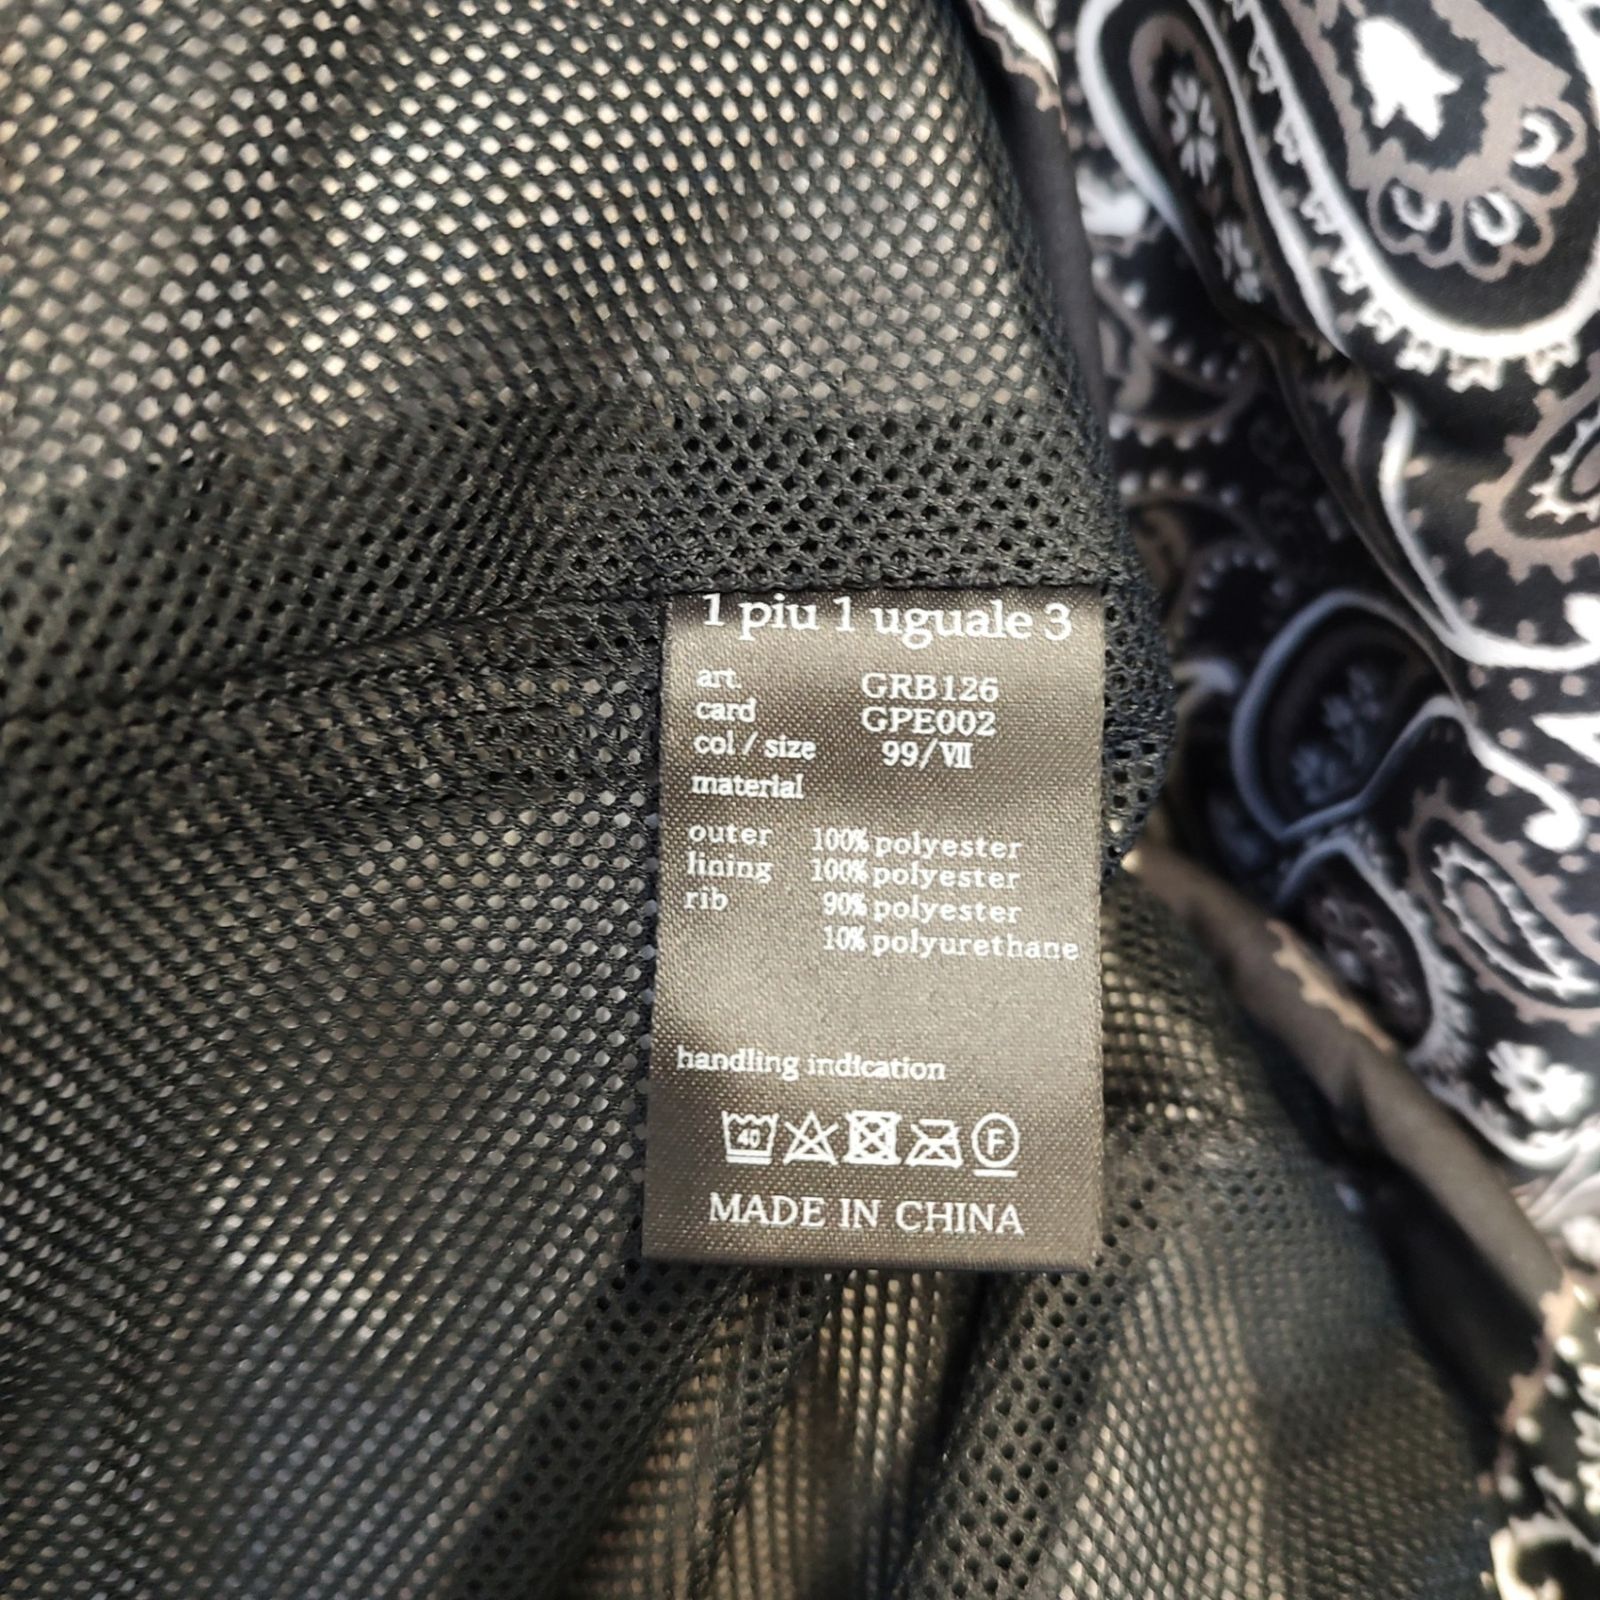 1 piu 1 uguale 3
art. GRB126
card GPE002
col / size 99/Ⅶ
material
outer 100% polyester
lining 100% polyester
rib 90% polyester
10% polyurethane
handling indication
40 F
MADE IN CHINA